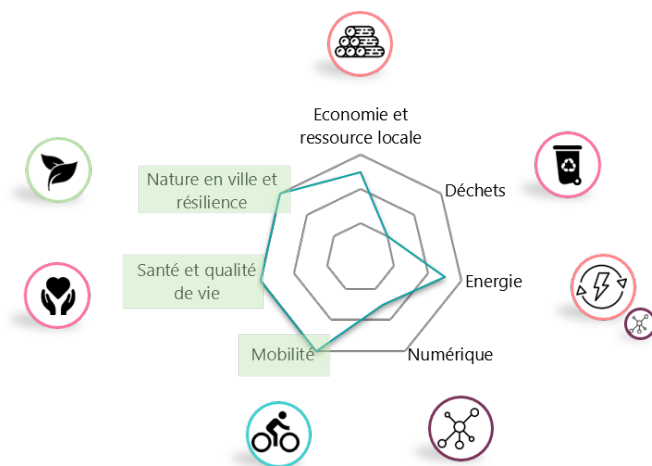 Economie et
ressource locale
Nature en ville et
résilience
Déchets
Santé et qualité
de vie
Energie
Mobilité
Numérique